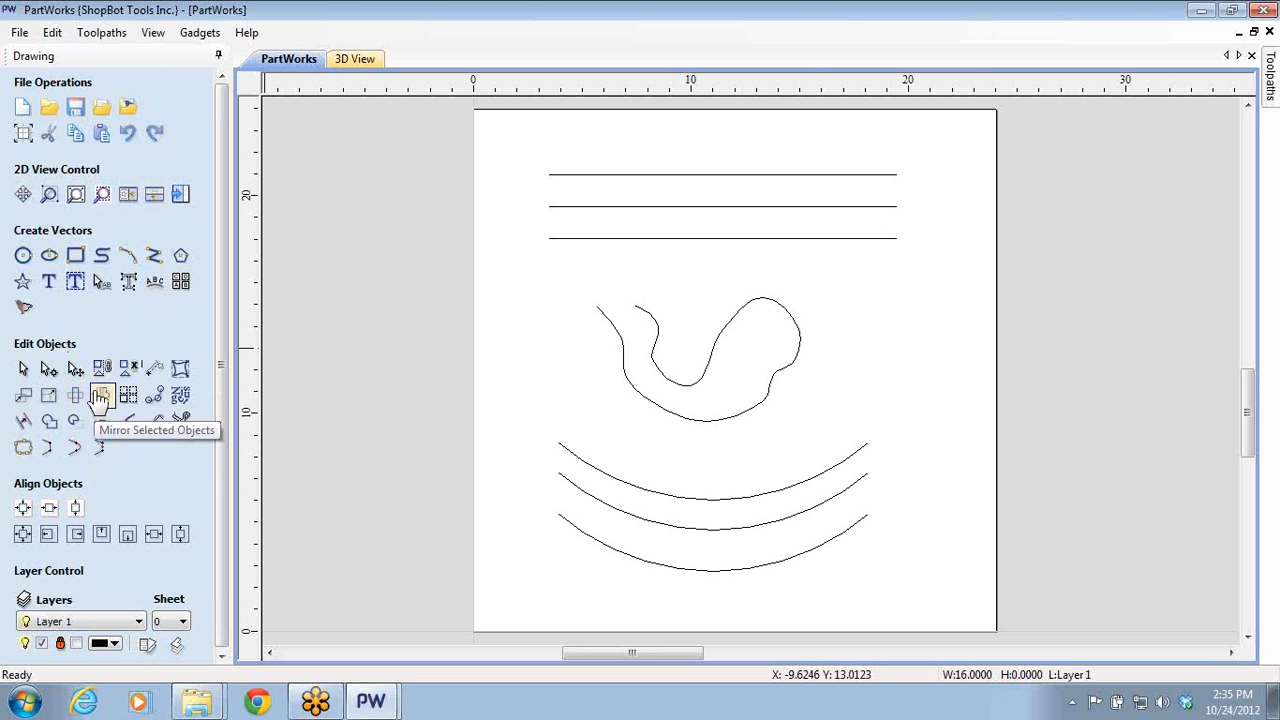 PartWorks {ShopBot Tools Inc.} - [PartWorks]
File Edit Toolpaths View Gadgets Help
Drawing
PartWorks 3D View
Toolpaths
File Operations
0 10 20 30
2D View Control
20
Create Vectors
Edit Objects
10
Mirror Selected Objects
Align Objects
Layer Control
Layers Sheet
Layer 1 0
0
Ready X: -9.6246 Y: 13.0123 W:16.0000 H:0.0000 L:Layer 1
PW
2:35 PM
10/24/2012